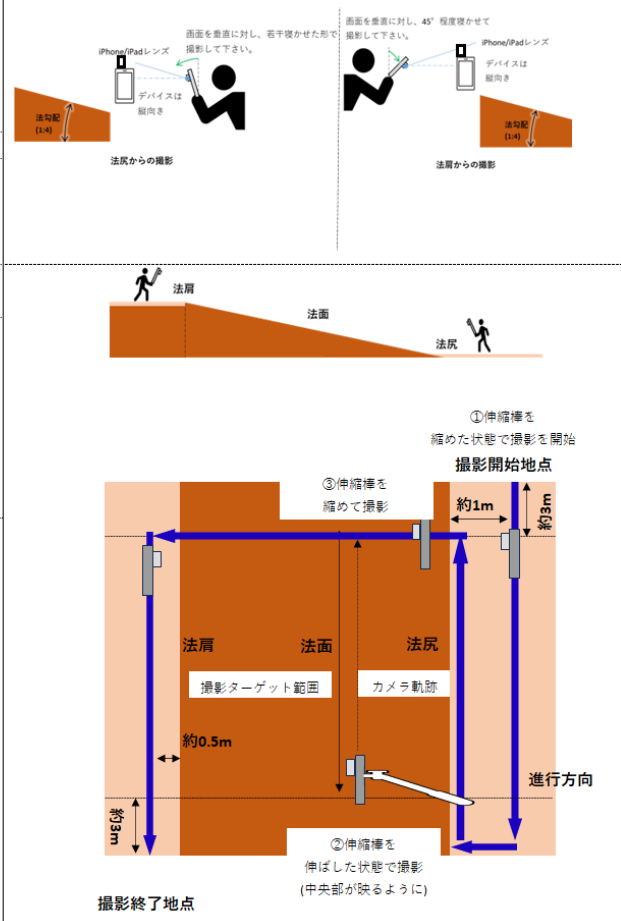 画面を垂直に対し、若干寝かせた形で
撮影して下さい。
iPhone/iPadレンズ
デバイスは
縦向き
法勾配
(1:4)
法尻からの撮影
画面を垂直に対し、45°程度寝かせて
撮影して下さい。
iPhone/iPadレンズ
デバイスは
縦向き
法勾配
(1:4)
法肩からの撮影
法肩
法面
法尻
①伸縮棒を
縮めた状態で撮影を開始
撮影開始地点
③伸縮棒を
縮めて撮影
約1m
約3m
法肩
法面
法尻
撮影ターゲット範囲
カメラ軌跡
約0.5m
進行方向
約3m
②伸縮棒を
伸ばした状態で撮影
(中央部が映るように)
撮影終了地点